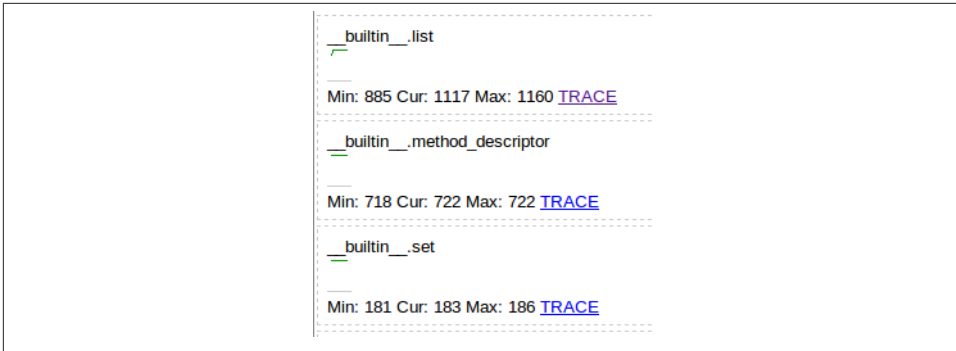 __builtin__.list
Min: 885 Cur: 1117 Max: 1160 TRACE
__builtin__.method_descriptor
Min: 718 Cur: 722 Max: 722 TRACE
__builtin__.set
Min: 181 Cur: 183 Max: 186 TRACE